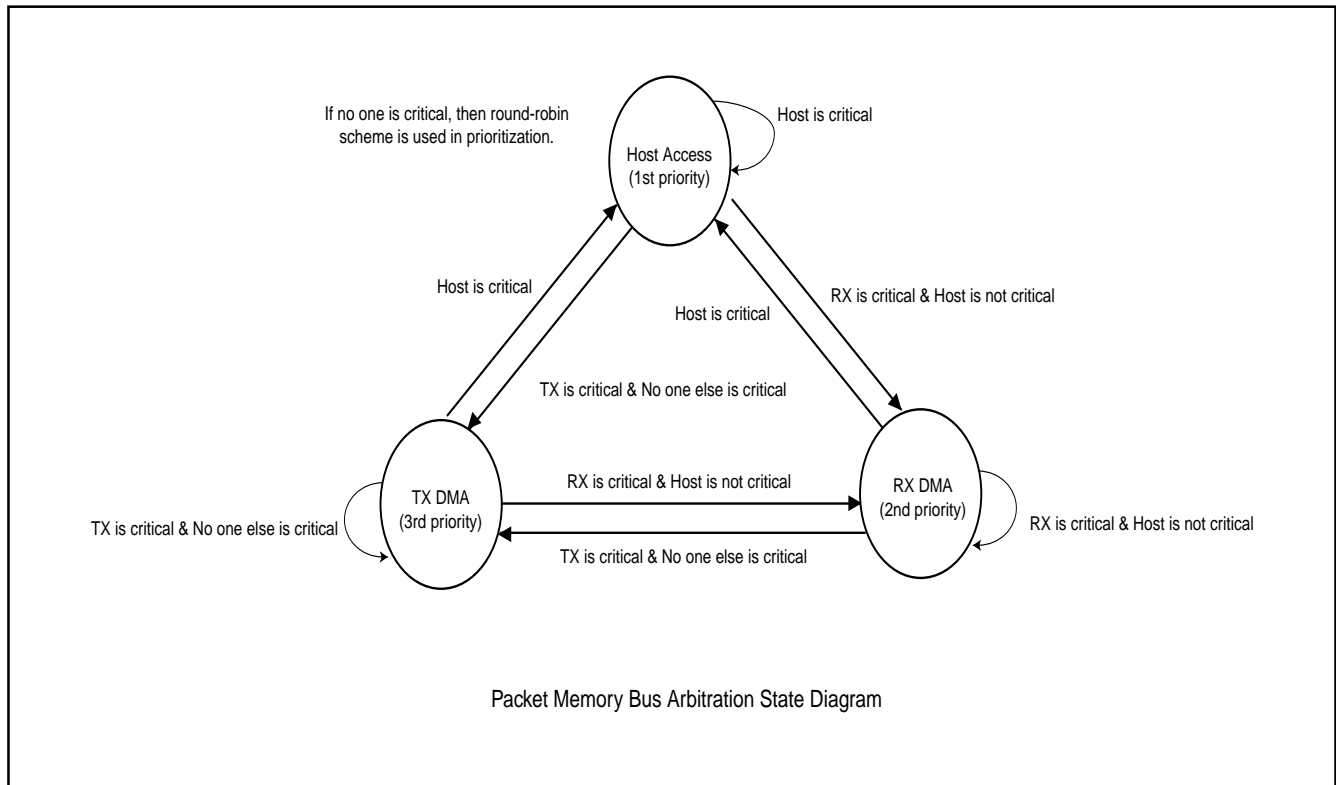 If no one is critical, then round-robin
scheme is used in prioritization.
Host is critical
Host Access
(1st priority)
Host is critical
RX is critical & Host is not critical
Host is critical
TX is critical & No one else is critical
TX DMA
(3rd priority)
RX is critical & Host is not critical
RX DMA
(2nd priority)
TX is critical & No one else is critical
RX is critical & Host is not critical
TX is critical & No one else is critical
Packet Memory Bus Arbitration State Diagram